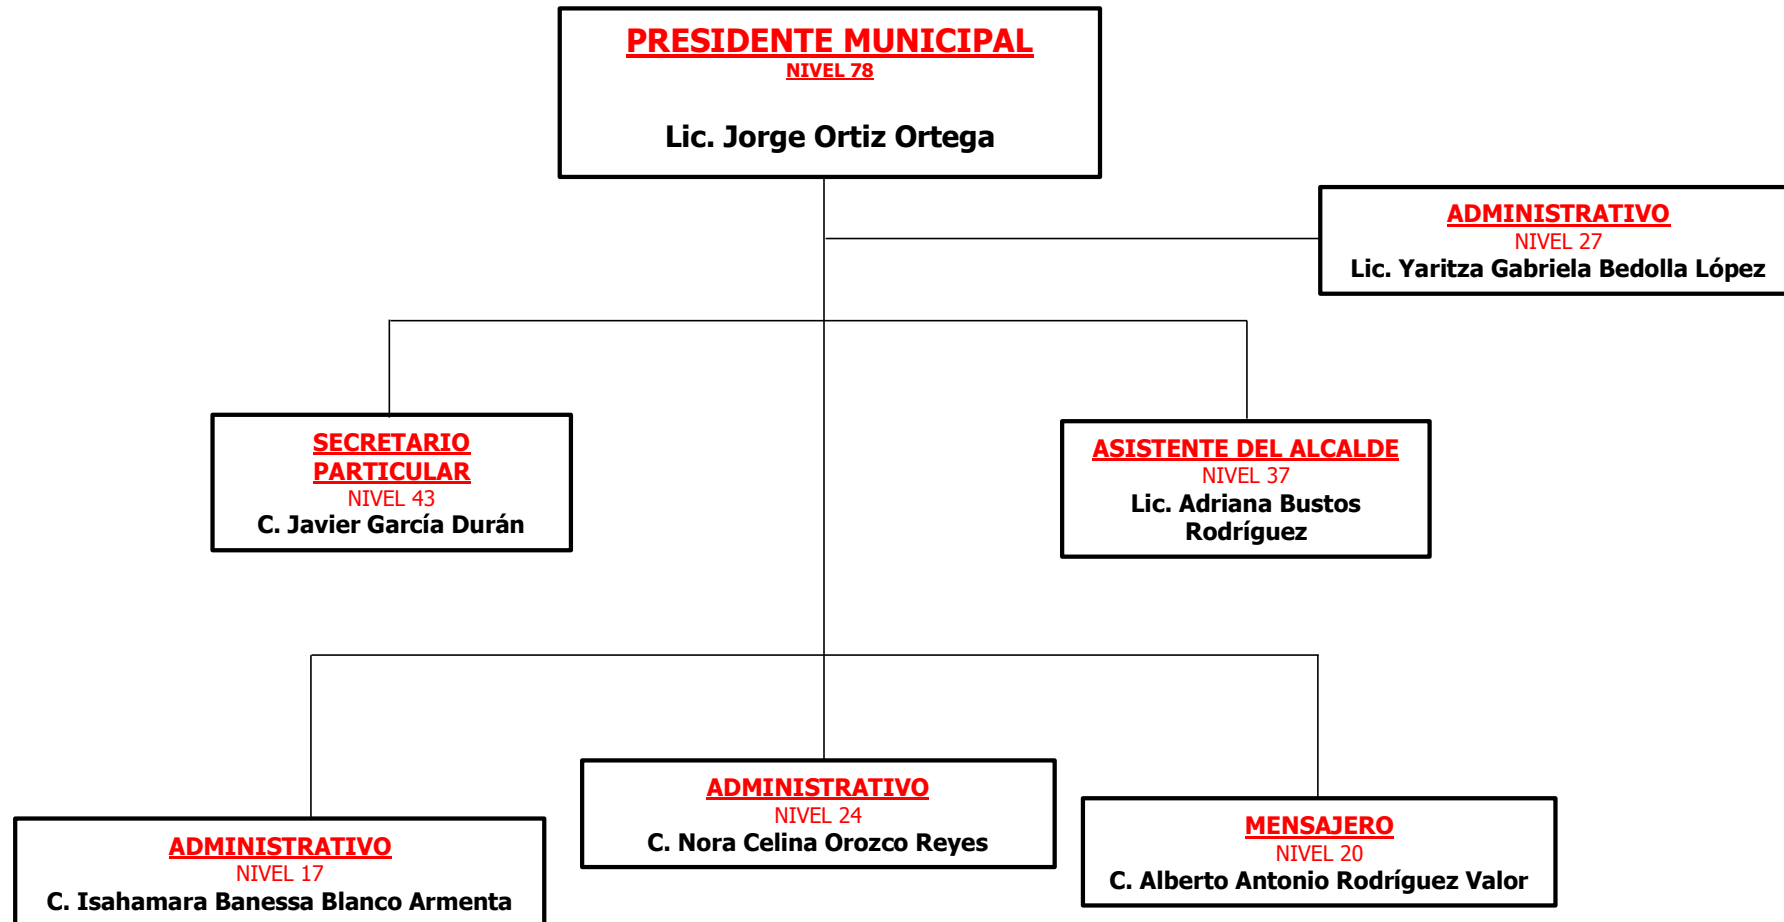 PRESIDENTE MUNICIPAL
NIVEL 78
Lic. Jorge Ortiz Ortega
ADMINISTRATIVO
NIVEL 27
Lic. Yaritza Gabriela Bedolla López
SECRETARIO
PARTICULAR
NIVEL 43
C. Javier García Durán
ASISTENTE DEL ALCALDE
NIVEL 37
Lic. Adriana Bustos
Rodríguez
ADMINISTRATIVO
NIVEL 17
C. Isahamara Banessa Blanco Armenta
ADMINISTRATIVO
NIVEL 24
C. Nora Celina Orozco Reyes
MENSAJERO
NIVEL 20
C. Alberto Antonio Rodríguez Valor